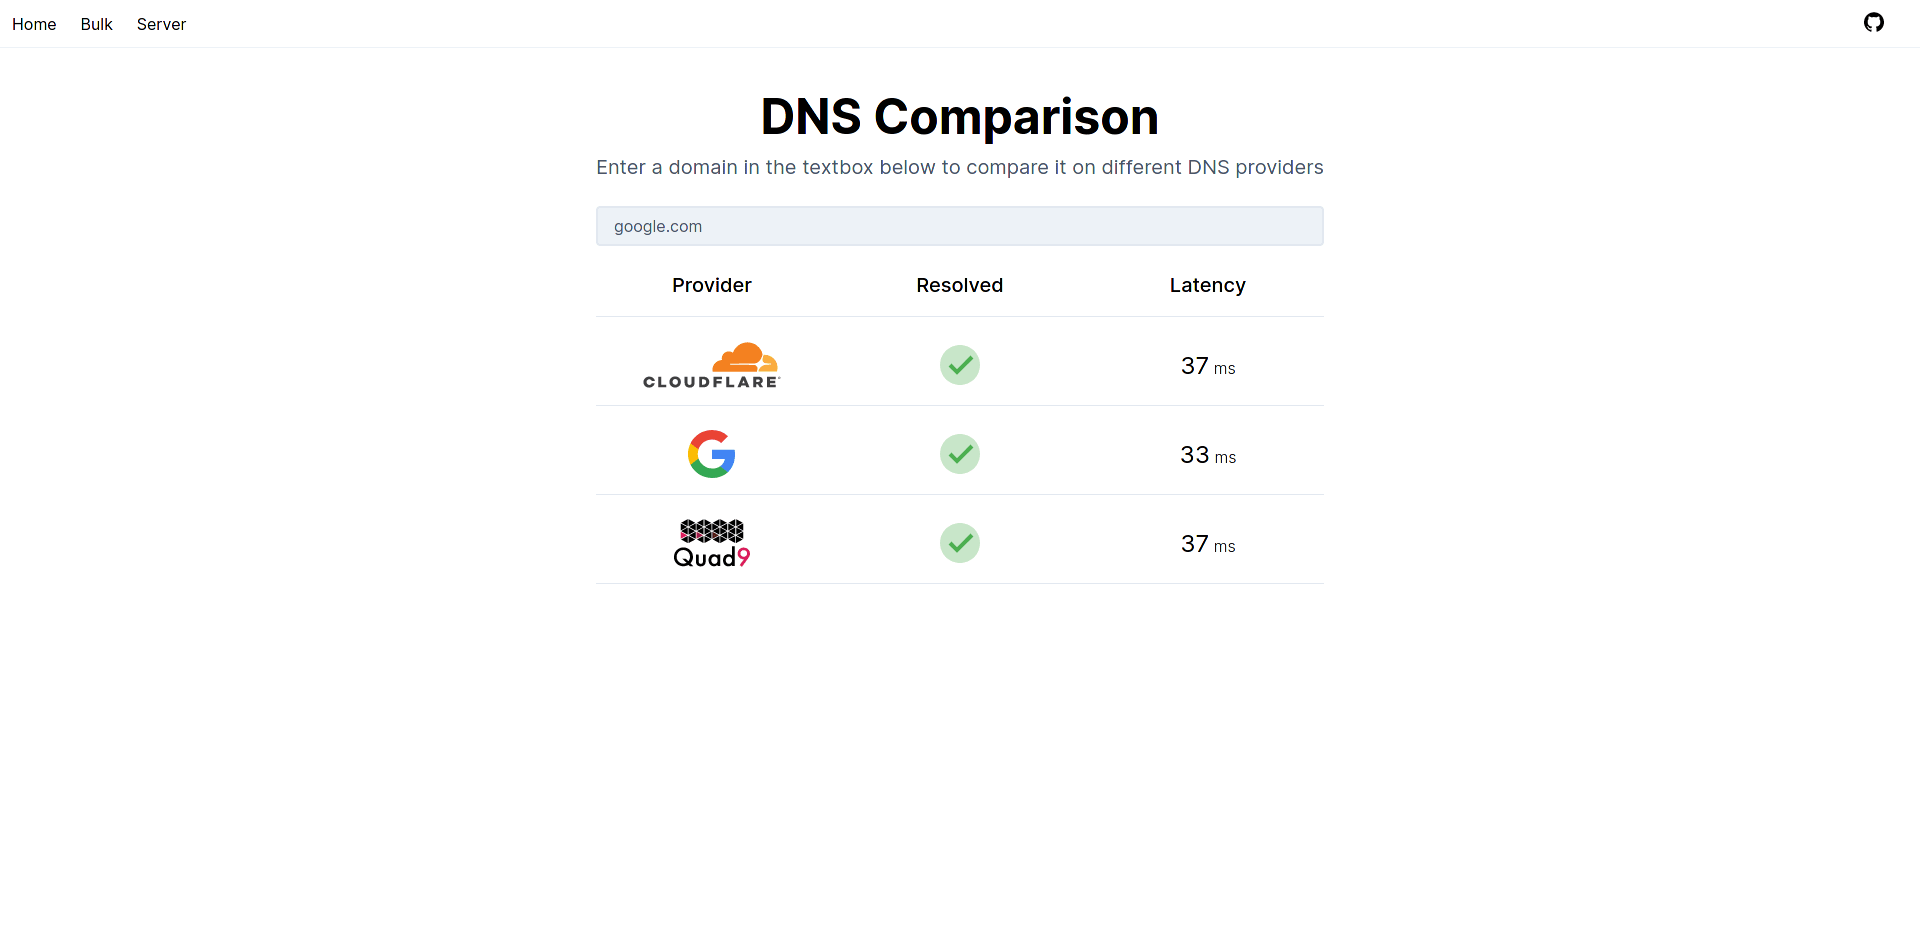 Home Bulk Server
DNS Comparison
Enter a domain in the textbox below to compare it on different DNS providers
google.com
Provider Resolved Latency
CLOUDFLARE 37 ms
33 ms
Quad9 37 ms